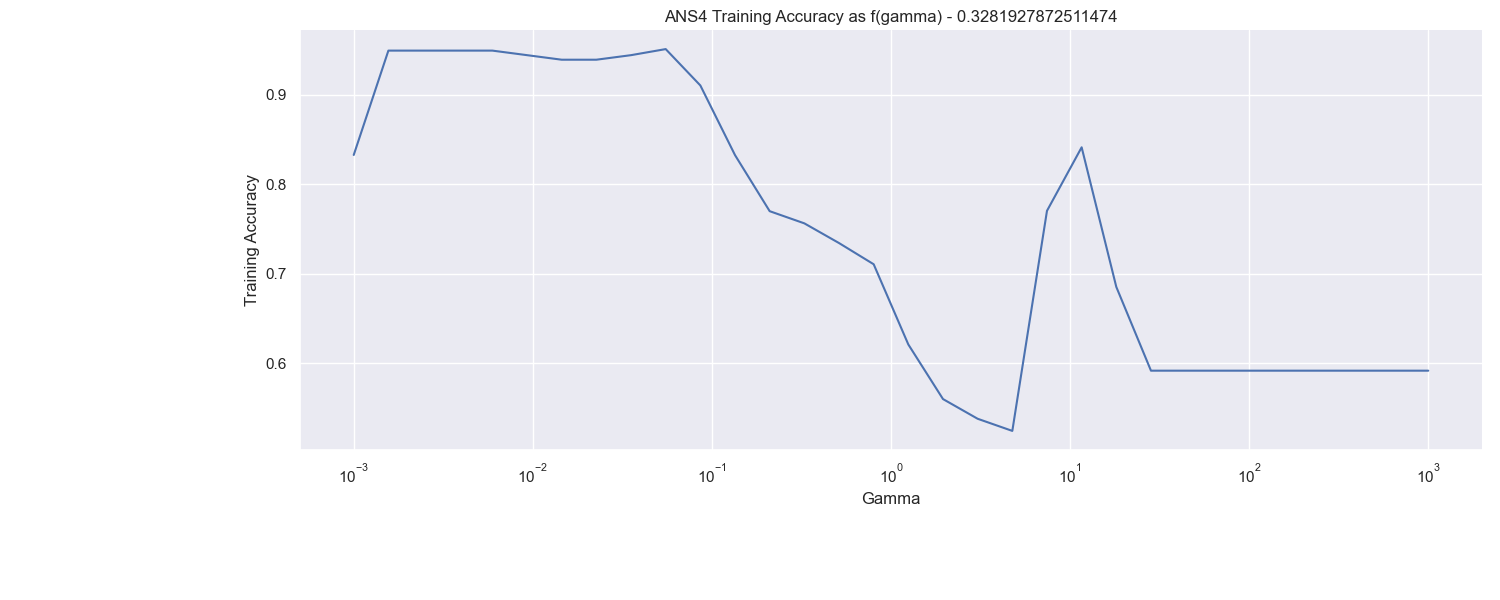 ANS4 Training Accuracy as f(gamma) - 0.3281927872511474
0.9
0.8
0.7
0.6
Training Accuracy
10⁻³ 10⁻² 10⁻¹ 10⁰ 10¹ 10² 10³
Gamma